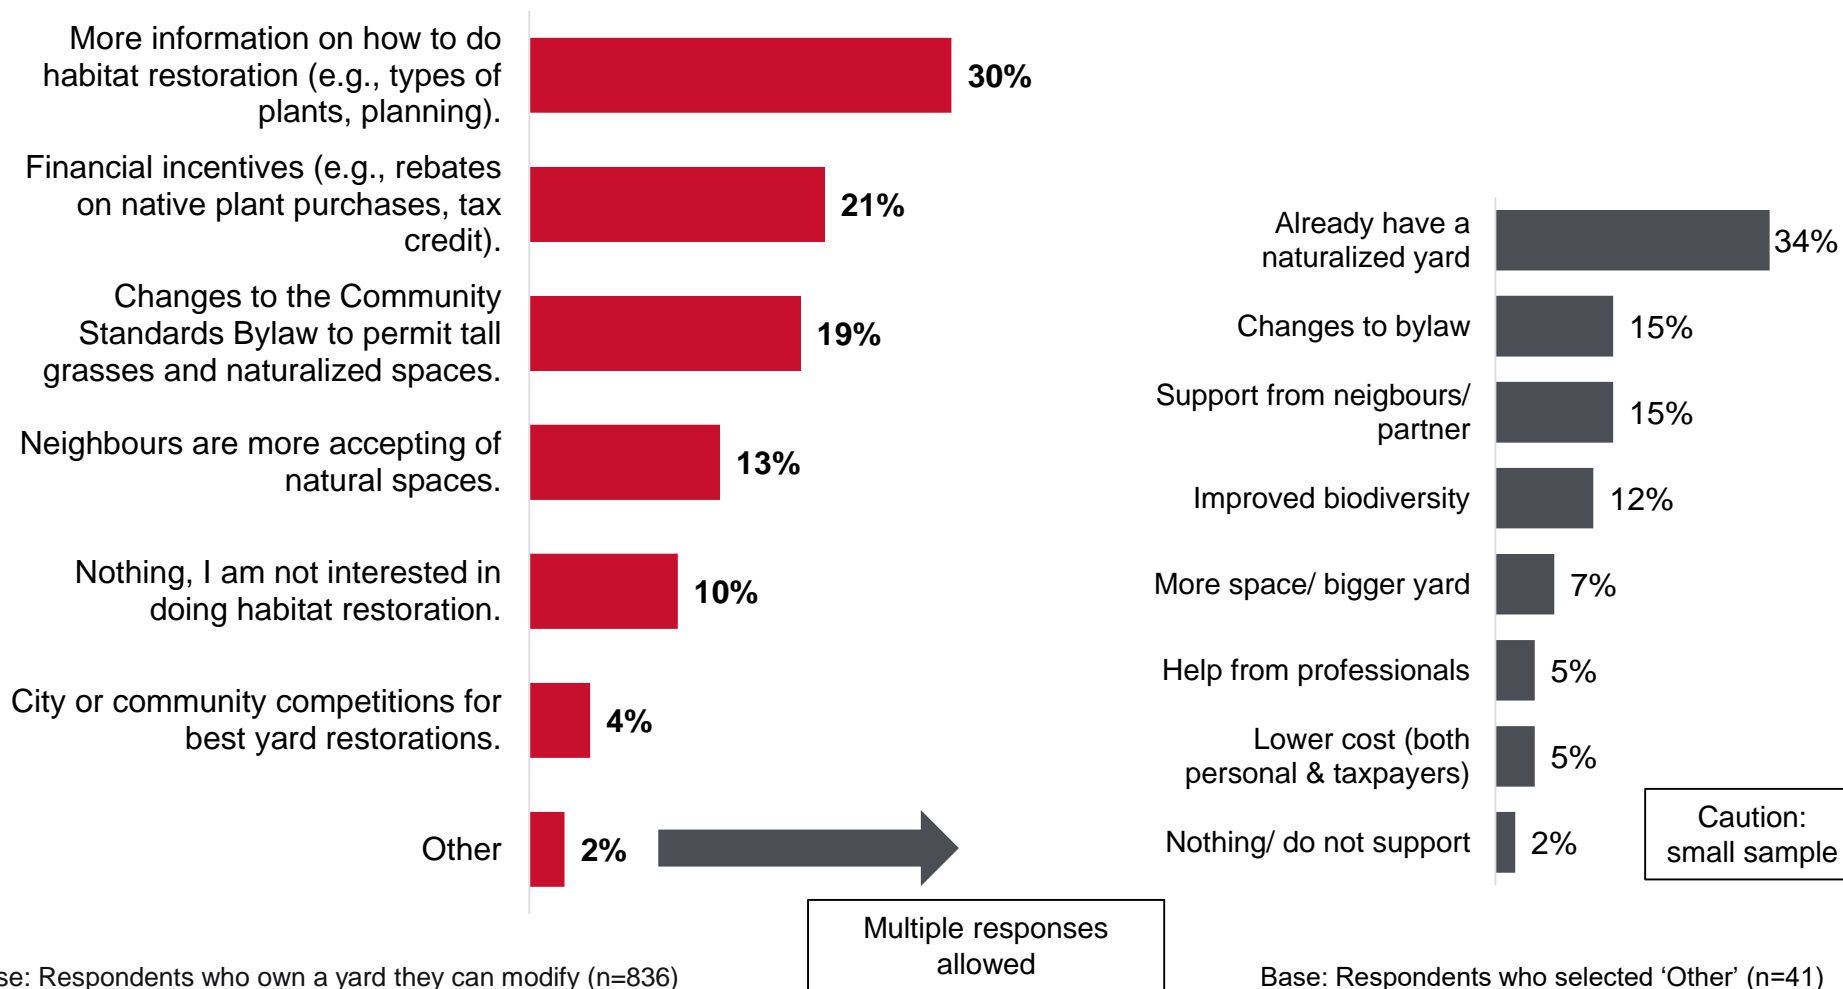 More information on how to do
habitat restoration (e.g., types of
plants, planning).
30%
Financial incentives (e.g., rebates
on native plant purchases, tax
credit).
21%
Changes to the Community
Standards Bylaw to permit tall
grasses and naturalized spaces.
19%
Neighbours are more accepting of
natural spaces.
13%
Nothing, I am not interested in
doing habitat restoration.
10%
City or community competitions for
best yard restorations.
4%
Other
2%
Already have a
naturalized yard
34%
Changes to bylaw
15%
Support from neigbours/
partner
15%
Improved biodiversity
12%
More space/ bigger yard
7%
Help from professionals
5%
Lower cost (both
personal & taxpayers)
5%
Nothing/ do not support
2%
Caution:
small sample
Multiple responses
allowed
se: Respondents who own a yard they can modify (n=836)
Base: Respondents who selected ‘Other’ (n=41)